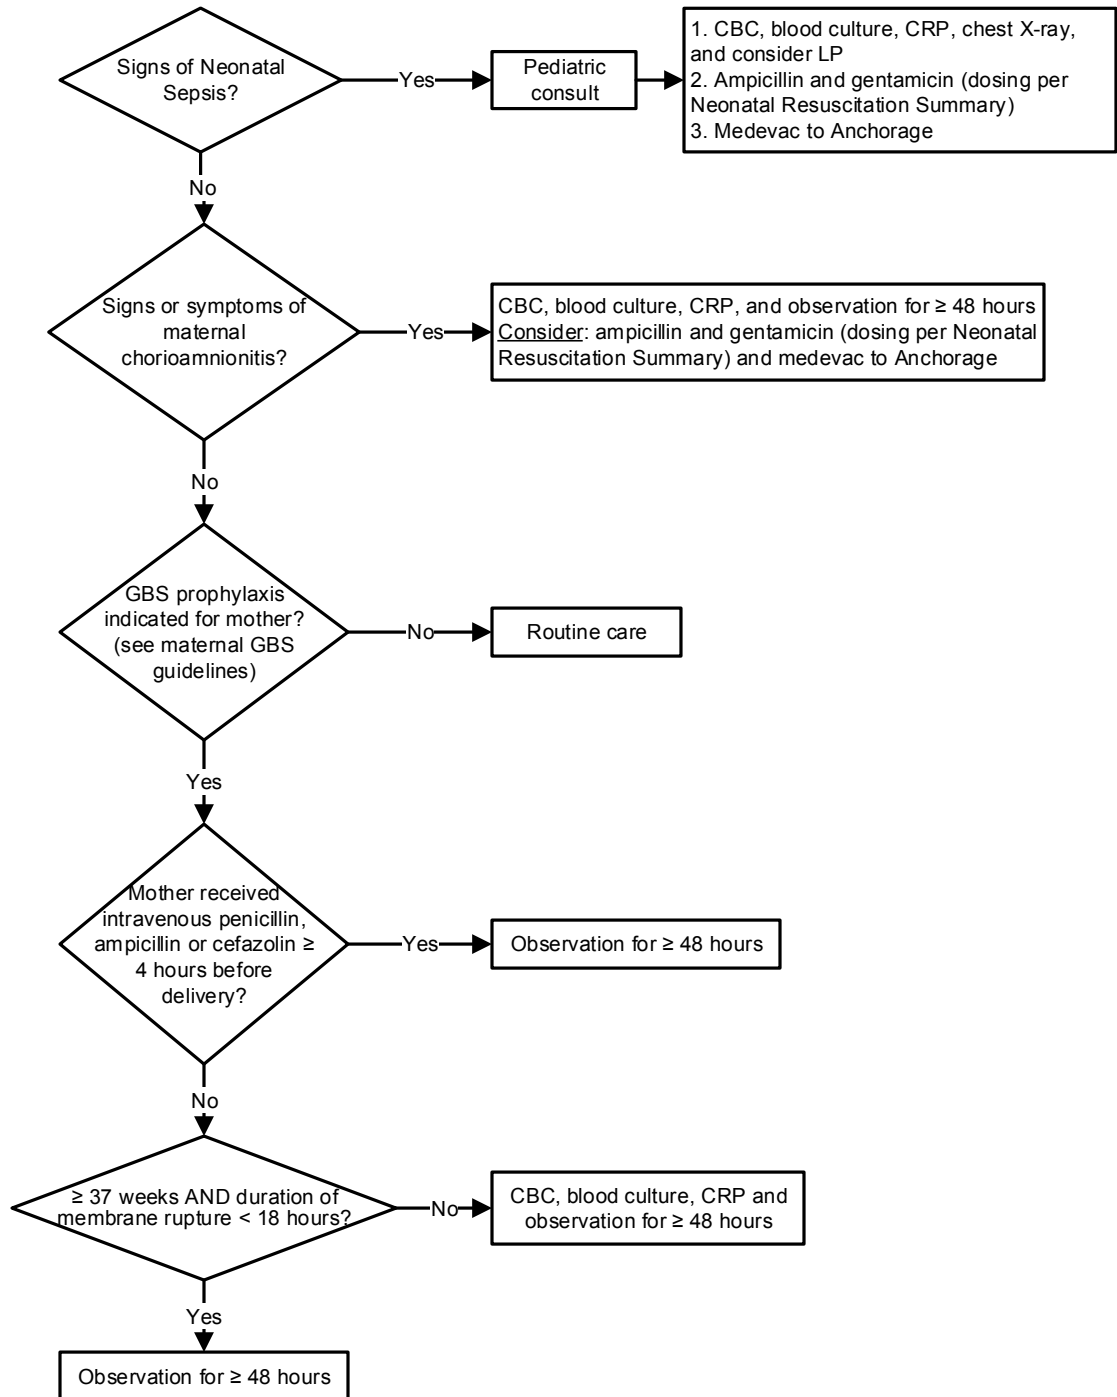 Signs of Neonatal
Sepsis?
Yes
Pediatric
consult
1. CBC, blood culture, CRP, chest X-ray,
and consider LP
2. Ampicillin and gentamicin (dosing per
Neonatal Resuscitation Summary)
3. Medevac to Anchorage
No
Signs or symptoms of
maternal
chorioamnionitis?
Yes
CBC, blood culture, CRP, and observation for ≥ 48 hours
Consider: ampicillin and gentamicin (dosing per Neonatal
Resuscitation Summary) and medevac to Anchorage
No
GBS prophylaxis
indicated for mother?
(see maternal GBS
guidelines)
No
Routine care
Yes
Mother received
intravenous penicillin,
ampicillin or cefazolin ≥
4 hours before
delivery?
Yes
Observation for ≥ 48 hours
No
≥ 37 weeks AND duration of
membrane rupture < 18 hours?
No
CBC, blood culture, CRP and
observation for ≥ 48 hours
Yes
Observation for ≥ 48 hours